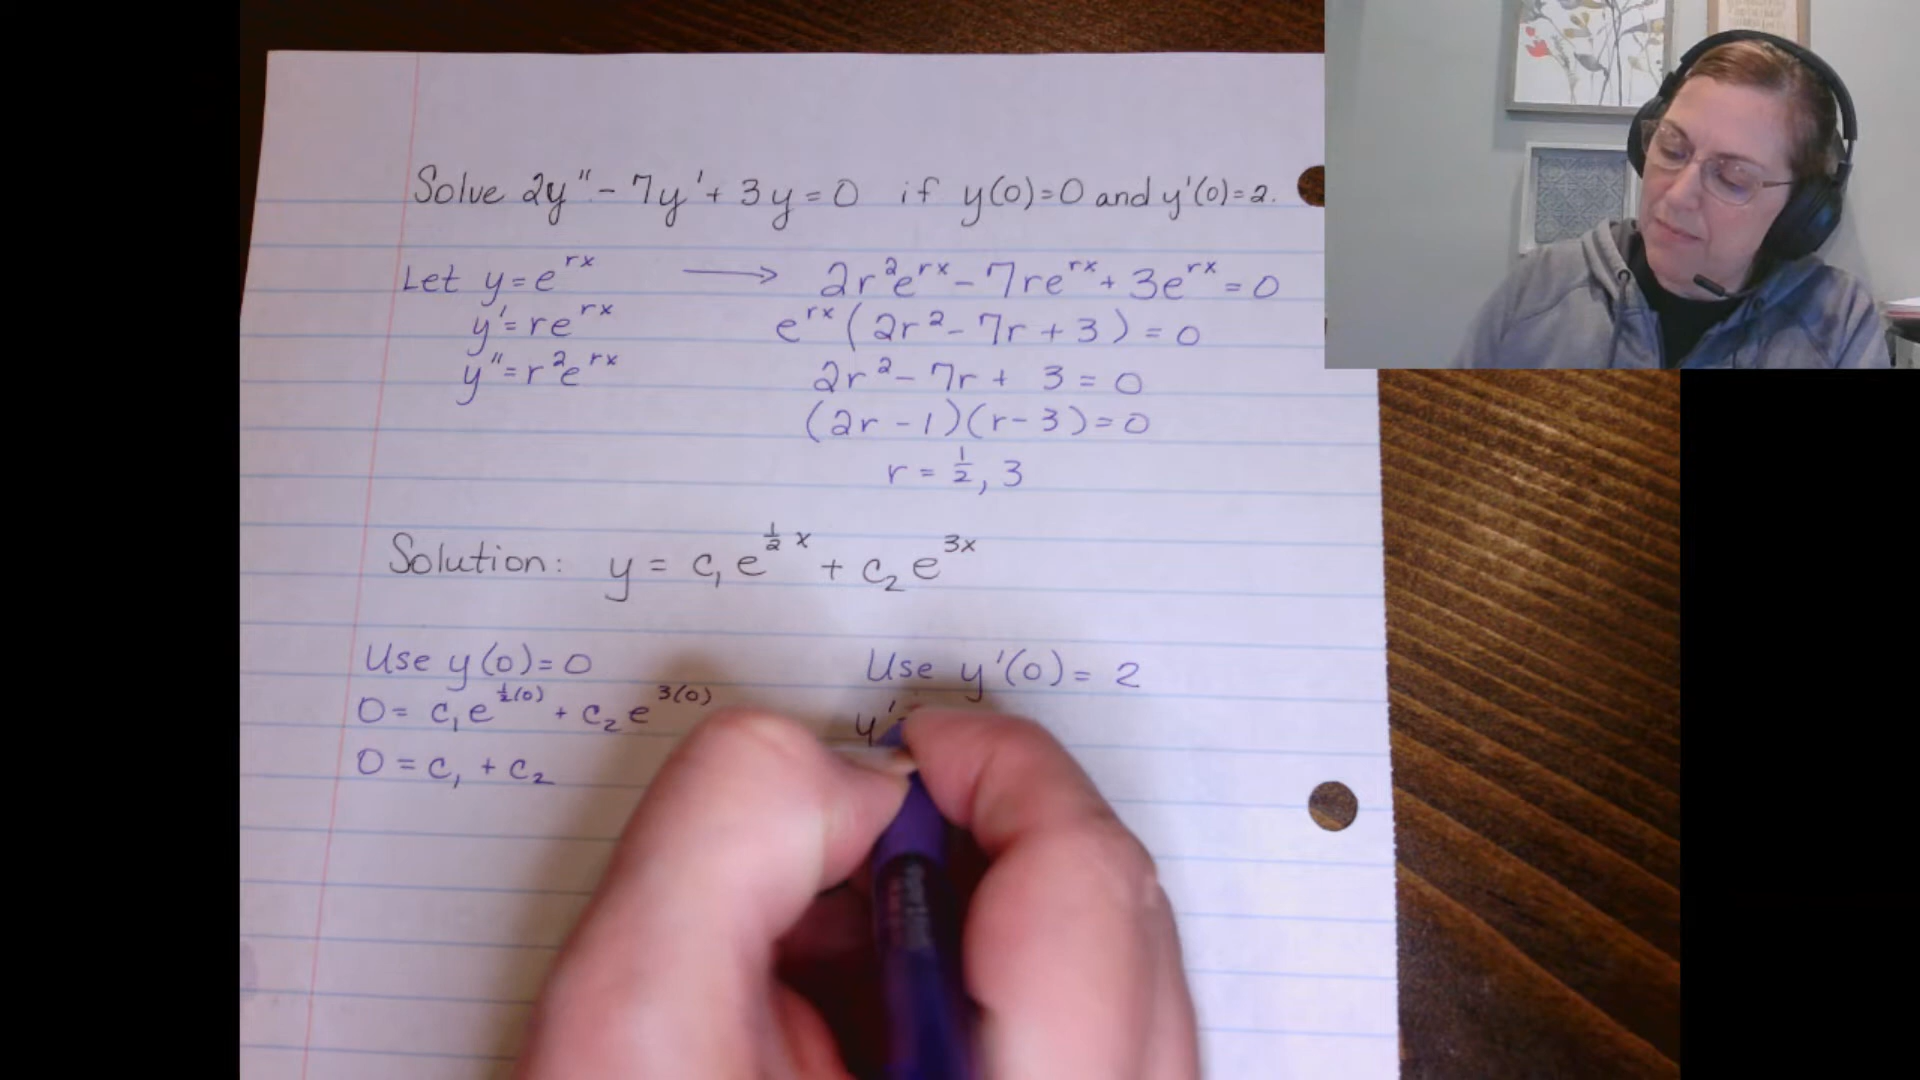 Solve 2y'' - 7y' + 3y = 0 if y(0)=0 and y'(0)=2.
Let y = e^{rx} → 2r²e^{rx} - 7re^{rx} + 3e^{rx} = 0
y' = re^{rx} e^{rx}(2r² - 7r + 3) = 0
y'' = r²e^{rx} 2r² - 7r + 3 = 0
(2r - 1)(r - 3) = 0
r = 1/2, 3
Solution: y = c₁e^{1/2 x} + c₂e^{3x}
Use y(0) = 0 Use y'(0) = 2
0 = c₁e^{1/2(0)} + c₂e^{3(0)} y' =
0 = c₁ + c₂